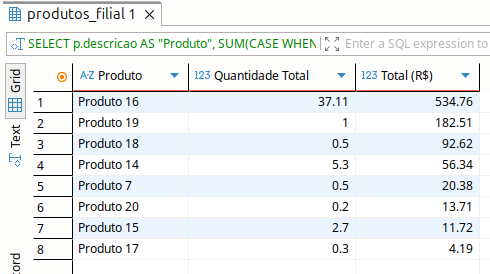 produtos_filial 1 ×
SELECT p.descricao AS "Produto", SUM(CASE WHEN Enter a SQL expression to
Grid
Text
A-Z Produto 123 Quantidade Total 123 Total (R$)
1 Produto 16 37.11 534.76
2 Produto 19 1 182.51
3 Produto 18 0.5 92.62
4 Produto 14 5.3 56.34
5 Produto 7 0.5 20.38
6 Produto 20 0.2 13.71
7 Produto 15 2.7 11.72
8 Produto 17 0.3 4.19